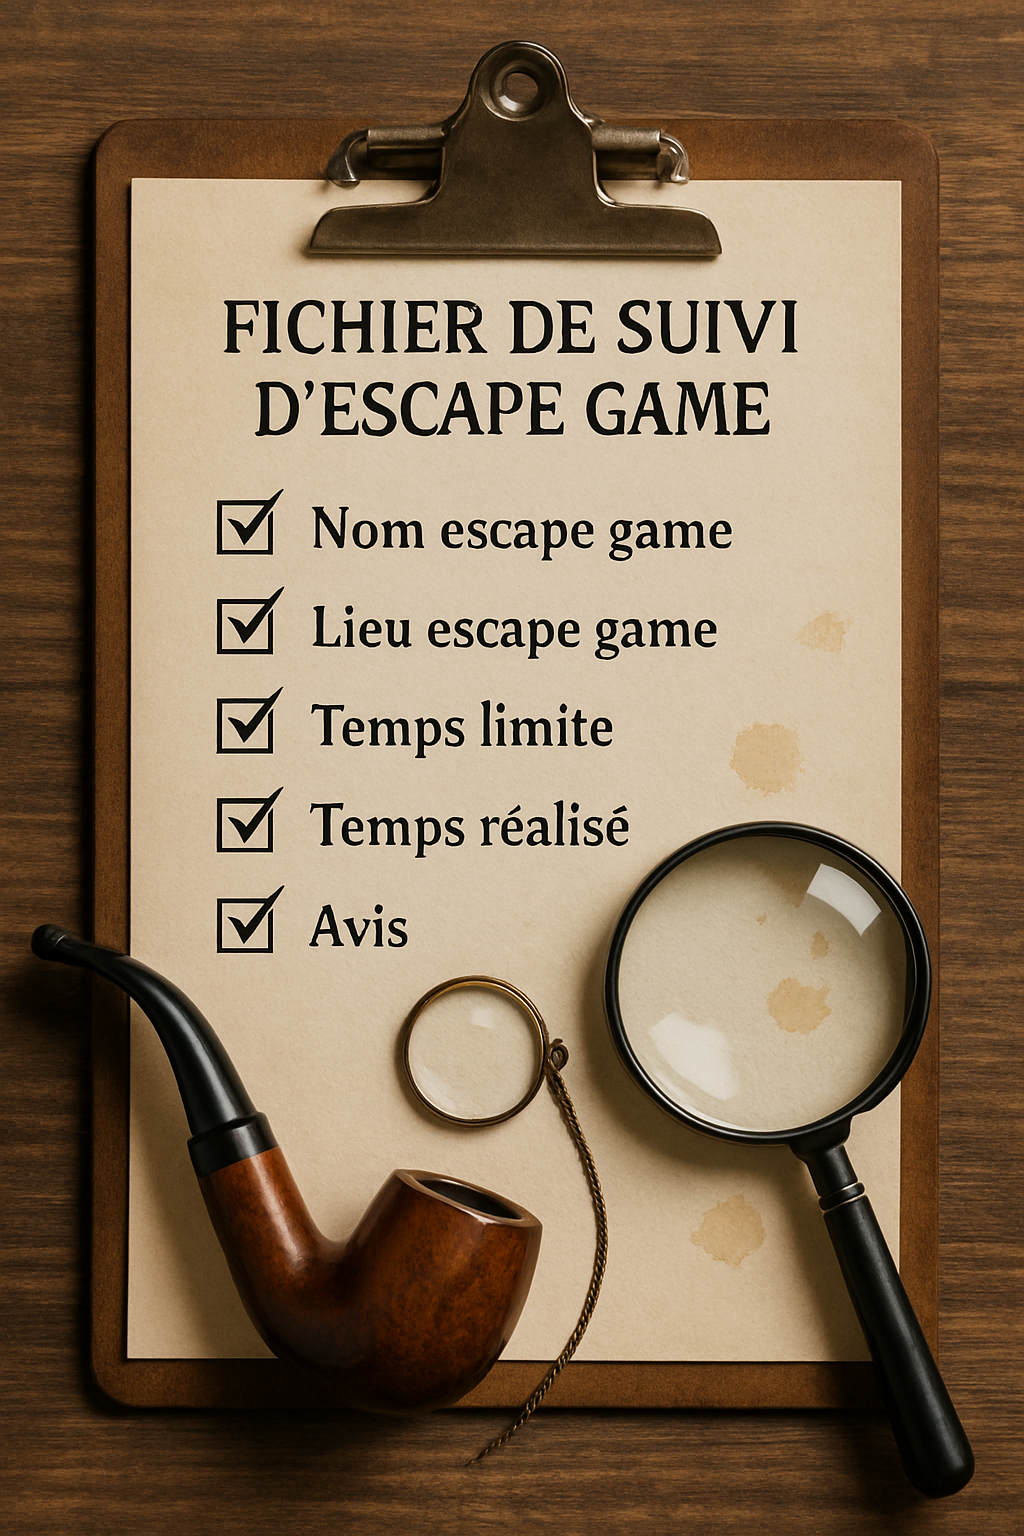 FICHIER DE SUIVI
D'ESCAPE GAME
Nom escape game
Lieu escape game
Temps limite
Temps réalisé
Avis